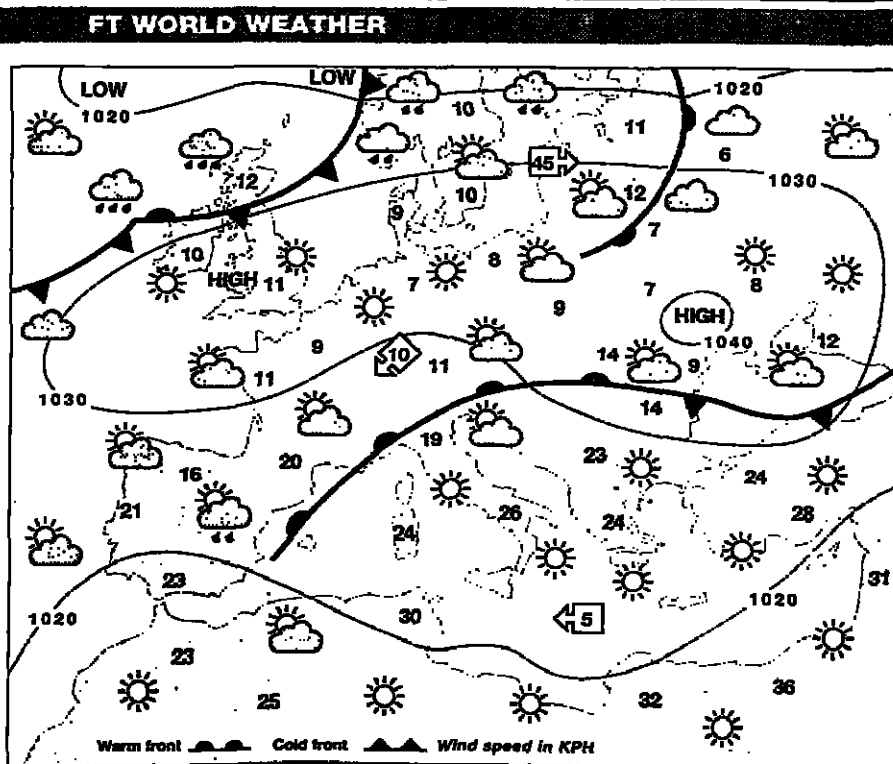 FT WORLD WEATHER
LOW LOW
1020 10 1020
11
6
12 45
10 12 1030
9
10 7
8
HIGH 11 7 7 8
9 HIGH
1040 12
9 10 11 14 9
11
1030 14
19
20 23
16 24
21 26 28
24 24
23 31
1020 30 5 1020
23
25 32 36
Warm front Cold front Wind speed in KPH